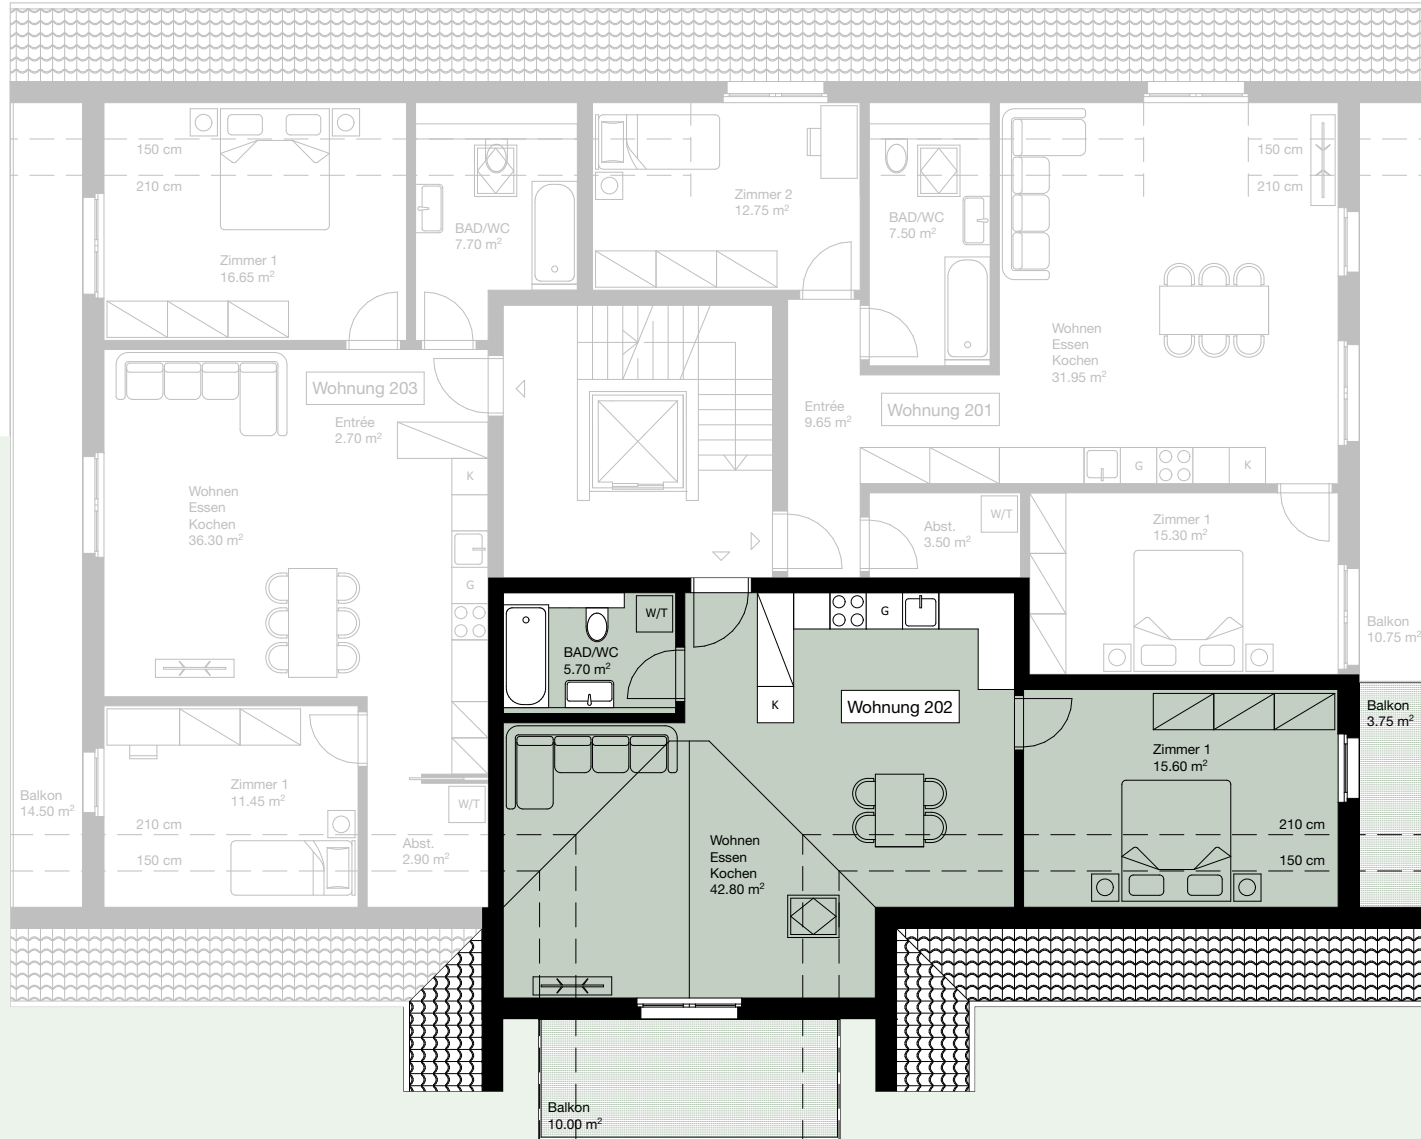 150 cm
210 cm
Zimmer 1
16.65 m²
BAD/WC
7.70 m²
Zimmer 2
12.75 m²
BAD/WC
7.50 m²
150 cm
210 cm
Wohnen
Essen
Kochen
31.95 m²
Wohnung 203
Entrée
2.70 m²
Entrée
9.65 m²
Wohnung 201
K
G
K
Wohnen
Essen
Kochen
36.30 m²
G
Abst.
3.50 m²
W/T
Zimmer 1
15.30 m²
Balkon
10.75 m²
W/T
BAD/WC
5.70 m²
G
K
Wohnung 202
Balkon
3.75 m²
Zimmer 1
15.60 m²
210 cm
150 cm
Balkon
14.50 m²
Zimmer 1
11.45 m²
210 cm
150 cm
W/T
Abst.
2.90 m²
Wohnen
Essen
Kochen
42.80 m²
Balkon
10.00 m²